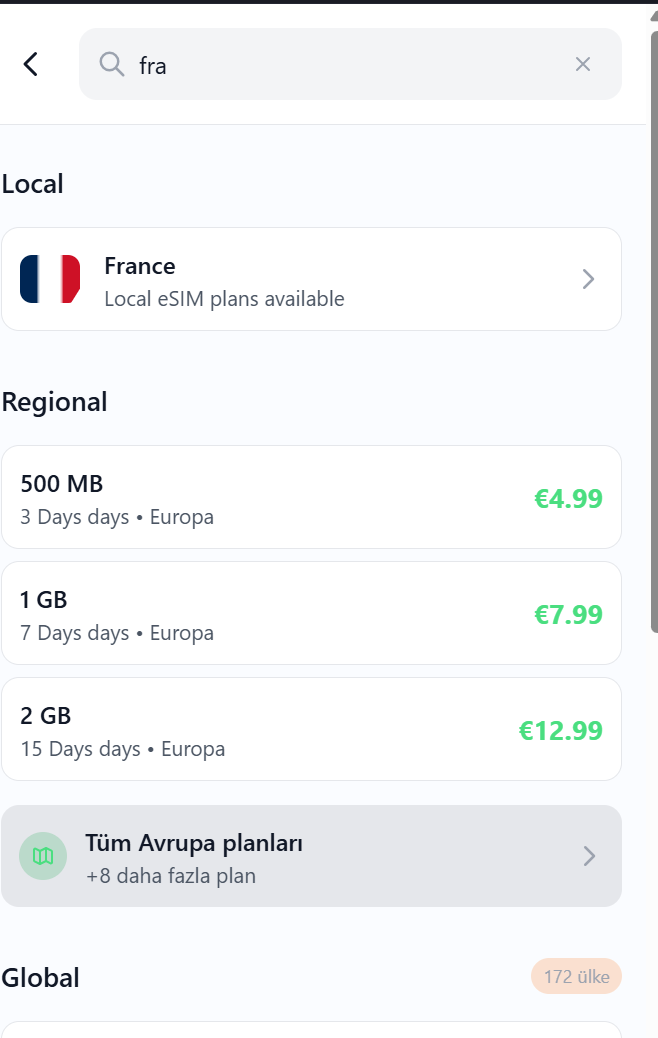 fra
Local
France
Local eSIM plans available
Regional
500 MB
3 Days days • Europa
€4.99
1 GB
7 Days days • Europa
€7.99
2 GB
15 Days days • Europa
€12.99
Tüm Avrupa planları
+8 daha fazla plan
Global
172 ülke